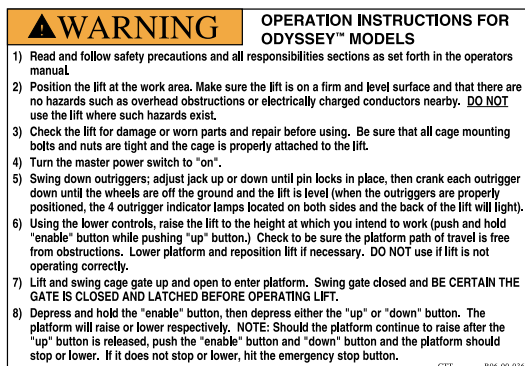 WARNING
OPERATION INSTRUCTIONS FOR
ODYSSEY™ MODELS
1) Read and follow safety precautions and all responsibilities sections as set forth in the operators
manual.
2) Position the lift at the work area. Make sure the lift is on a firm and level surface and that there are
no hazards such as overhead obstructions or electrically charged conductors nearby. DO NOT
use the lift where such hazards exist.
3) Check the lift for damage or worn parts and repair before using. Be sure that all cage mounting
bolts and nuts are tight and the cage is properly attached to the lift.
4) Turn the master power switch to "on".
5) Swing down outriggers; adjust jack up or down until pin locks in place, then crank each outrigger
down until the wheels are off the ground and the lift is level (when the outriggers are properly
positioned, the 4 outrigger indicator lamps located on both sides and the back of the lift will light).
6) Using the lower controls, raise the lift to the height at which you intend to work (push and hold
"enable" button while pushing "up" button.) Check to be sure the platform path of travel is free
from obstructions. Lower platform and reposition lift if necessary. DO NOT use if lift is not
operating correctly.
7) Lift and swing cage gate up and open to enter platform. Swing gate closed and BE CERTAIN THE
GATE IS CLOSED AND LATCHED BEFORE OPERATING LIFT.
8) Depress and hold the "enable" button, then depress either the "up" or "down" button. The
platform will raise or lower respectively. NOTE: Should the platform continue to raise after the
"up" button is released, push the "enable" button and "down" button and the platform should
stop or lower. If it does not stop or lower, hit the emergency stop button.